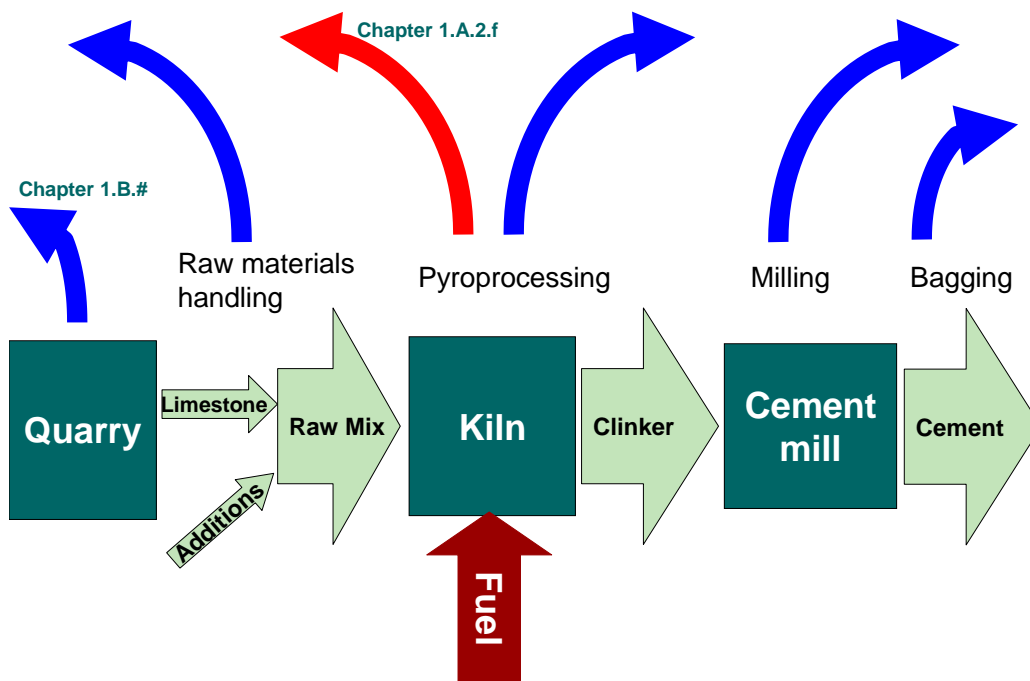 Chapter 1.A.2.f
Chapter 1.B.#
Raw materials
handling
Pyroprocessing
Milling
Bagging
Quarry
Limestone
Additions
Raw Mix
Kiln
Clinker
Cement
mill
Cement
Fuel